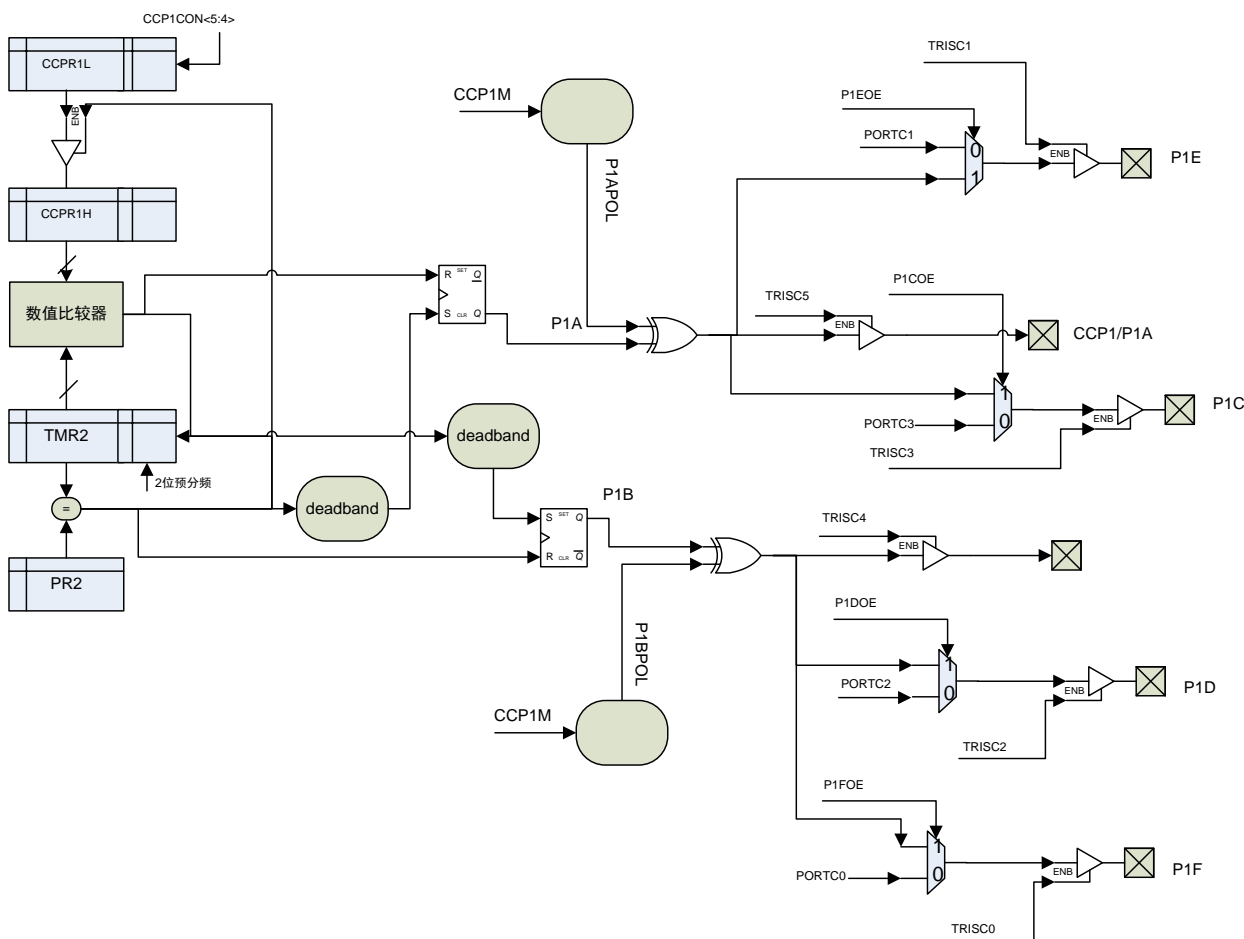 CCP1CON<5:4>
CCPR1L
ENB
CCPR1H
数值比较器
TMR2
2位预分频
=
PR2
deadband
deadband
R SET Q
S CLR Q
S SET Q
R CLR Q
CCP1M
P1APOL
P1A
P1B
CCP1M
P1BPOL
TRISC1
P1EOE
PORTC1
0
1
ENB
P1E
TRISC5
ENB
CCP1/P1A
P1COE
1
0
PORTC3
TRISC3
ENB
P1C
TRISC4
ENB
P1DOE
1
0
PORTC2
TRISC2
ENB
P1D
P1FOE
1
0
PORTC0
TRISC0
ENB
P1F